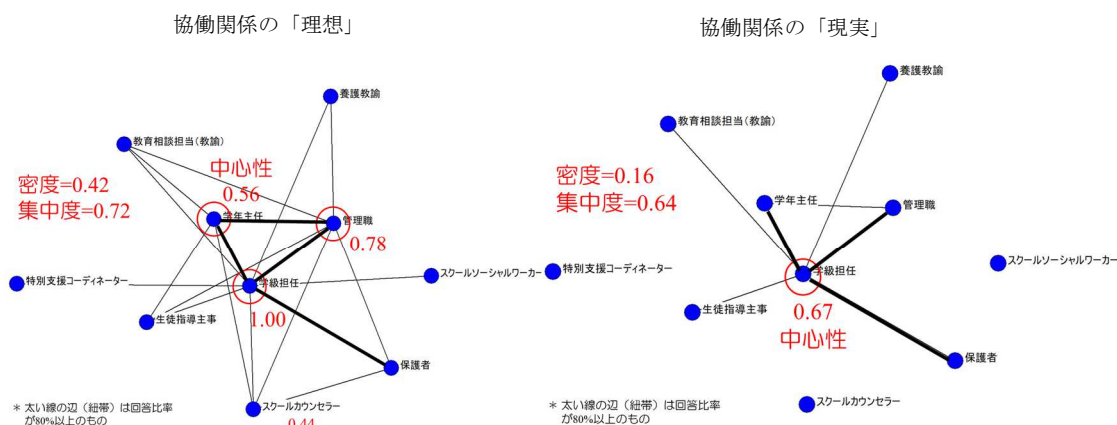 協働関係の「理想」
養護教諭
教育相談担当(教諭)
中心性
密度=0.42
集中度=0.72
0.56
学年主任
管理職
0.78
スクールソーシャルワーカー
特別支援コーディネーター
学級担任
生徒指導主事
1.00
保護者
スクールカウンセラー
0.44
* 太い線の辺(紐帯)は回答比率
が80%以上のもの
協働関係の「現実」
養護教諭
教育相談担当(教諭)
密度=0.16
集中度=0.64
学年主任
管理職
スクールソーシャルワーカー
特別支援コーディネーター
学級担任
生徒指導主事
0.67
中心性
保護者
スクールカウンセラー
* 太い線の辺(紐帯)は回答比率
が80%以上のもの